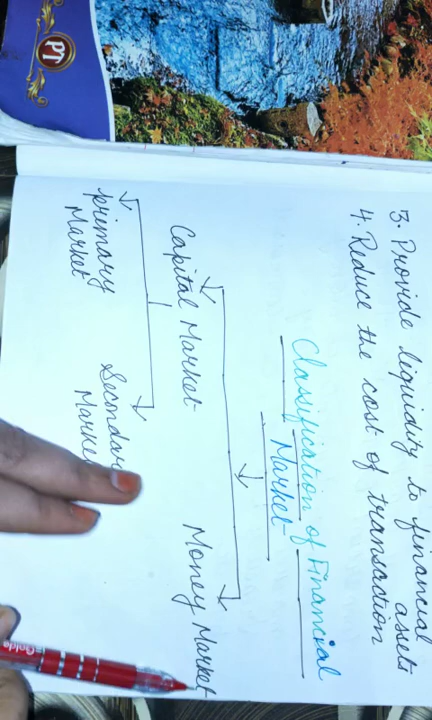 3. Provide liquidity to financial
assets
4. Reduce the cost of transaction
Classification of Financial
Market
Capital Market
Money Market
primary
Market
Secondary
Market
PT